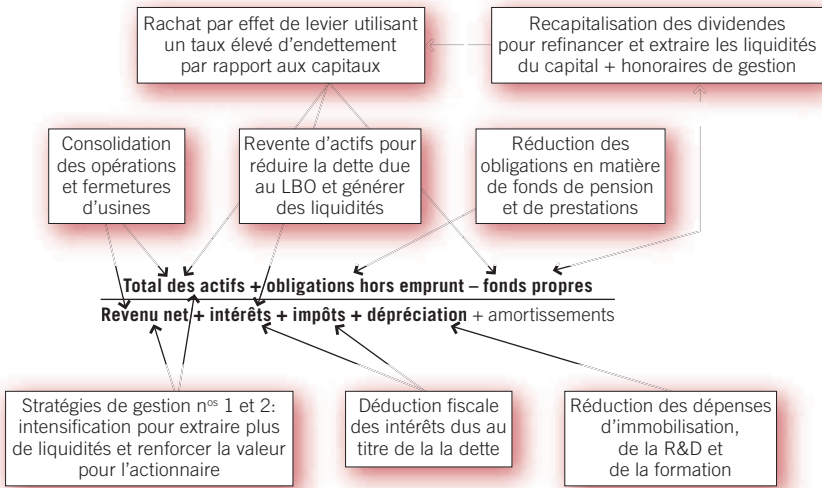 Rachat par effet de levier utilisant
un taux élevé d'endettement
par rapport aux capitaux
Recapitalisation des dividendes
pour refinancer et extraire les liquidités
du capital + honoraires de gestion
Consolidation
des opérations
et fermetures
d'usines
Revente d'actifs pour
réduire la dette due
au LBO et générer
des liquidités
Réduction des
obligations en matière
de fonds de pension
et de prestations
Total des actifs + obligations hors emprunt – fonds propres
Revenu net + intérêts + impôts + dépréciation + amortissements
Stratégies de gestion nos 1 et 2:
intensification pour extraire plus
de liquidités et renforcer la valeur
pour l'actionnaire
Déduction fiscale
des intérêts dus au
titre de la la dette
Réduction des dépenses
d'immobilisation,
de la R&D et
de la formation